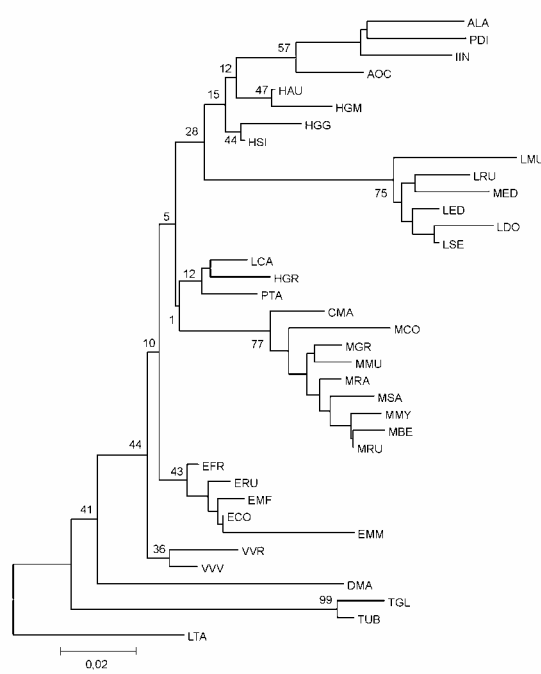 ALA
PDI
IIN
57
AOC
12
47
HAU
HGM
15
HGG
44
HSI
28
LMU
LRU
75
MED
LED
LDO
LSE
5
LCA
12
HGR
PTA
1
CMA
MCO
77
MGR
10
MMU
MRA
MSA
MMY
MBE
MRU
44
EFR
43
ERU
EMF
ECO
41
EMM
36
VVR
VVV
DMA
99
TGL
TUB
LTA
0,02